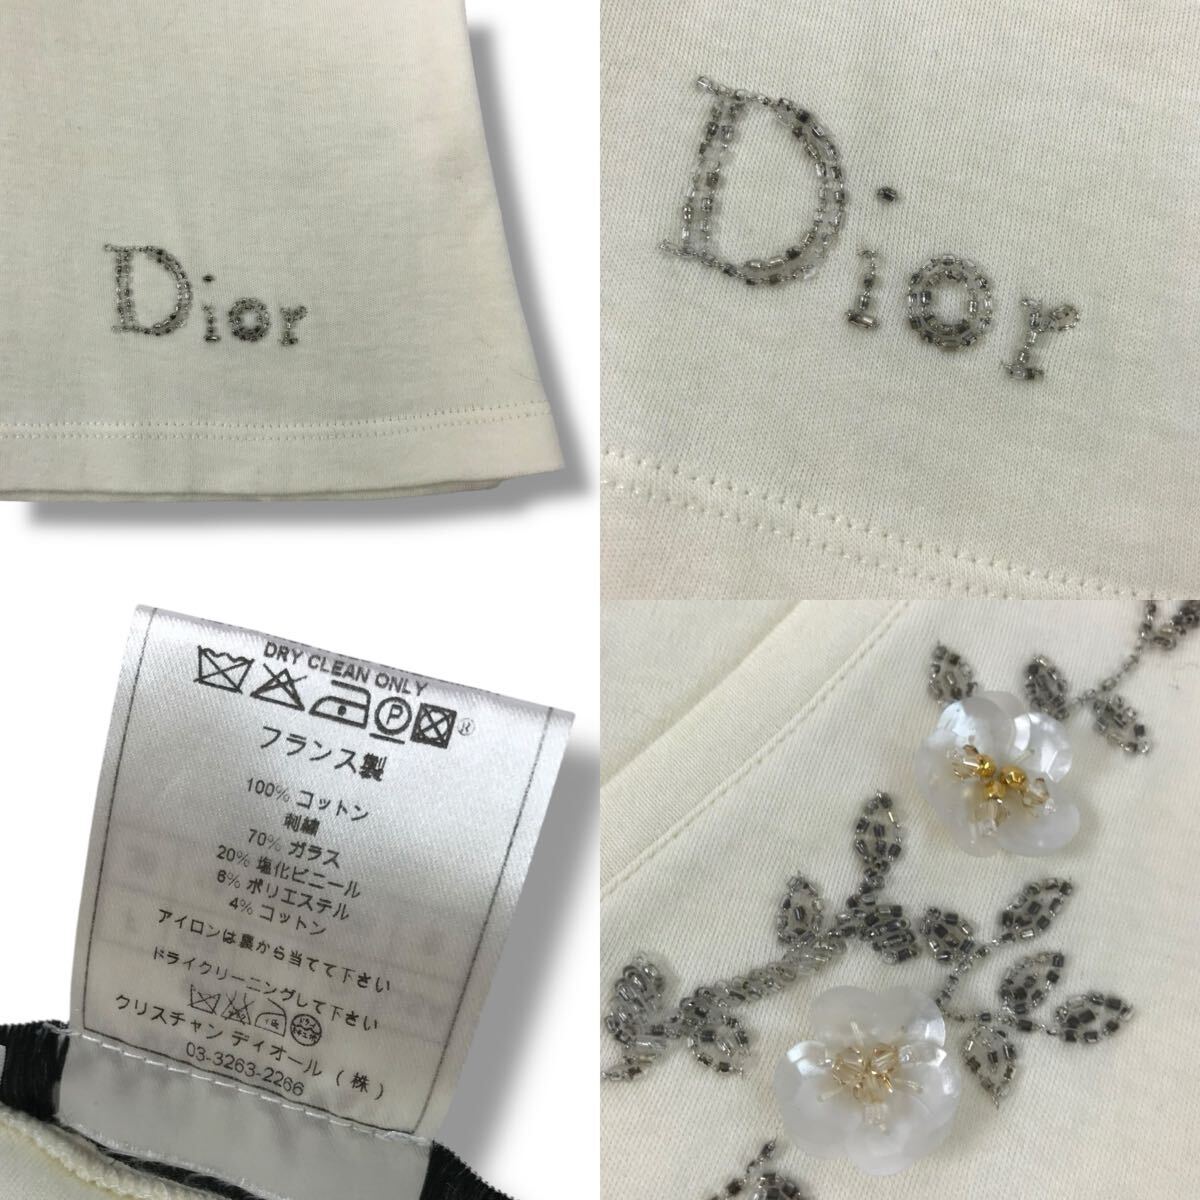 Dior
Dior
DRY CLEAN ONLY
P
®
フランス製
100% コットン
刺繍
70% ガラス
20% 塩化ビニール
6% ポリエステル
4% コットン
アイロンは裏から当てて下さい
ドライクリーニングして下さい
クリスチャン ディオール (株)
03-3263-2266